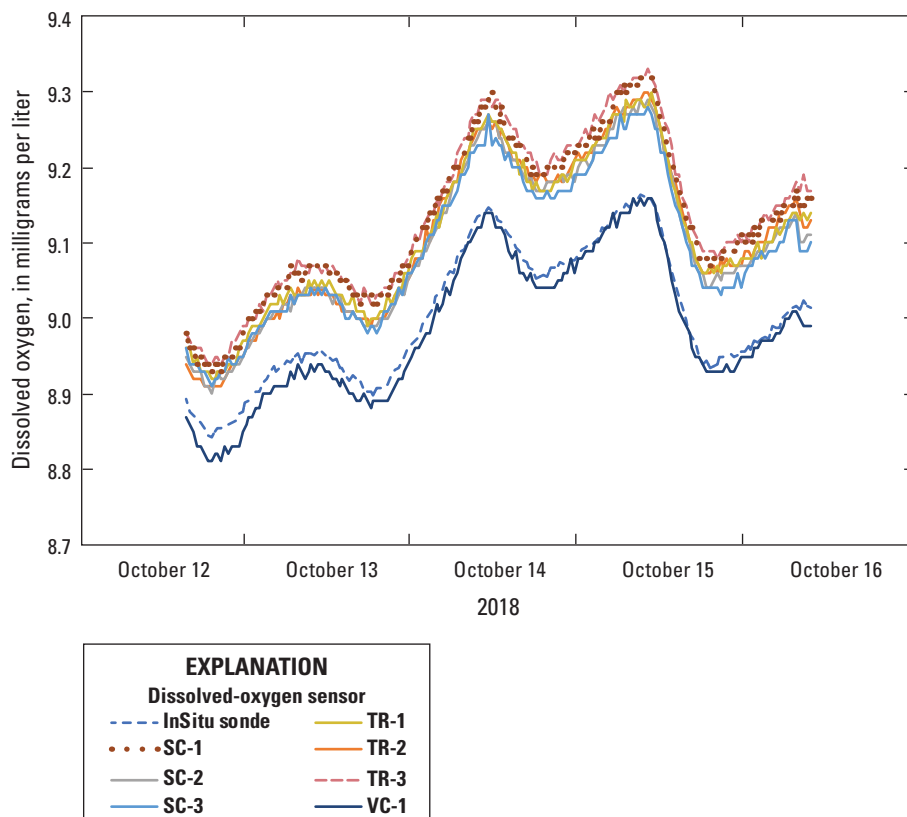 Dissolved oxygen, in milligrams per liter
9.4
9.3
9.2
9.1
9.0
8.9
8.8
8.7
October 12
October 13
October 14
October 15
October 16
2018
EXPLANATION
Dissolved-oxygen sensor
InSitu sonde
SC-1
SC-2
SC-3
TR-1
TR-2
TR-3
VC-1